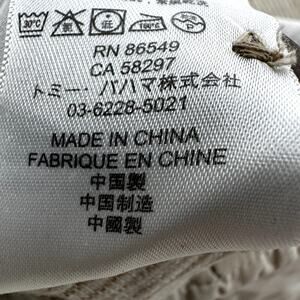 30°C
RN 86549
CA 58297
トミー・バハマ株式会社
03-6228-5021
MADE IN CHINA
FABRIQUE EN CHINE
中国製
中国制造
中國製